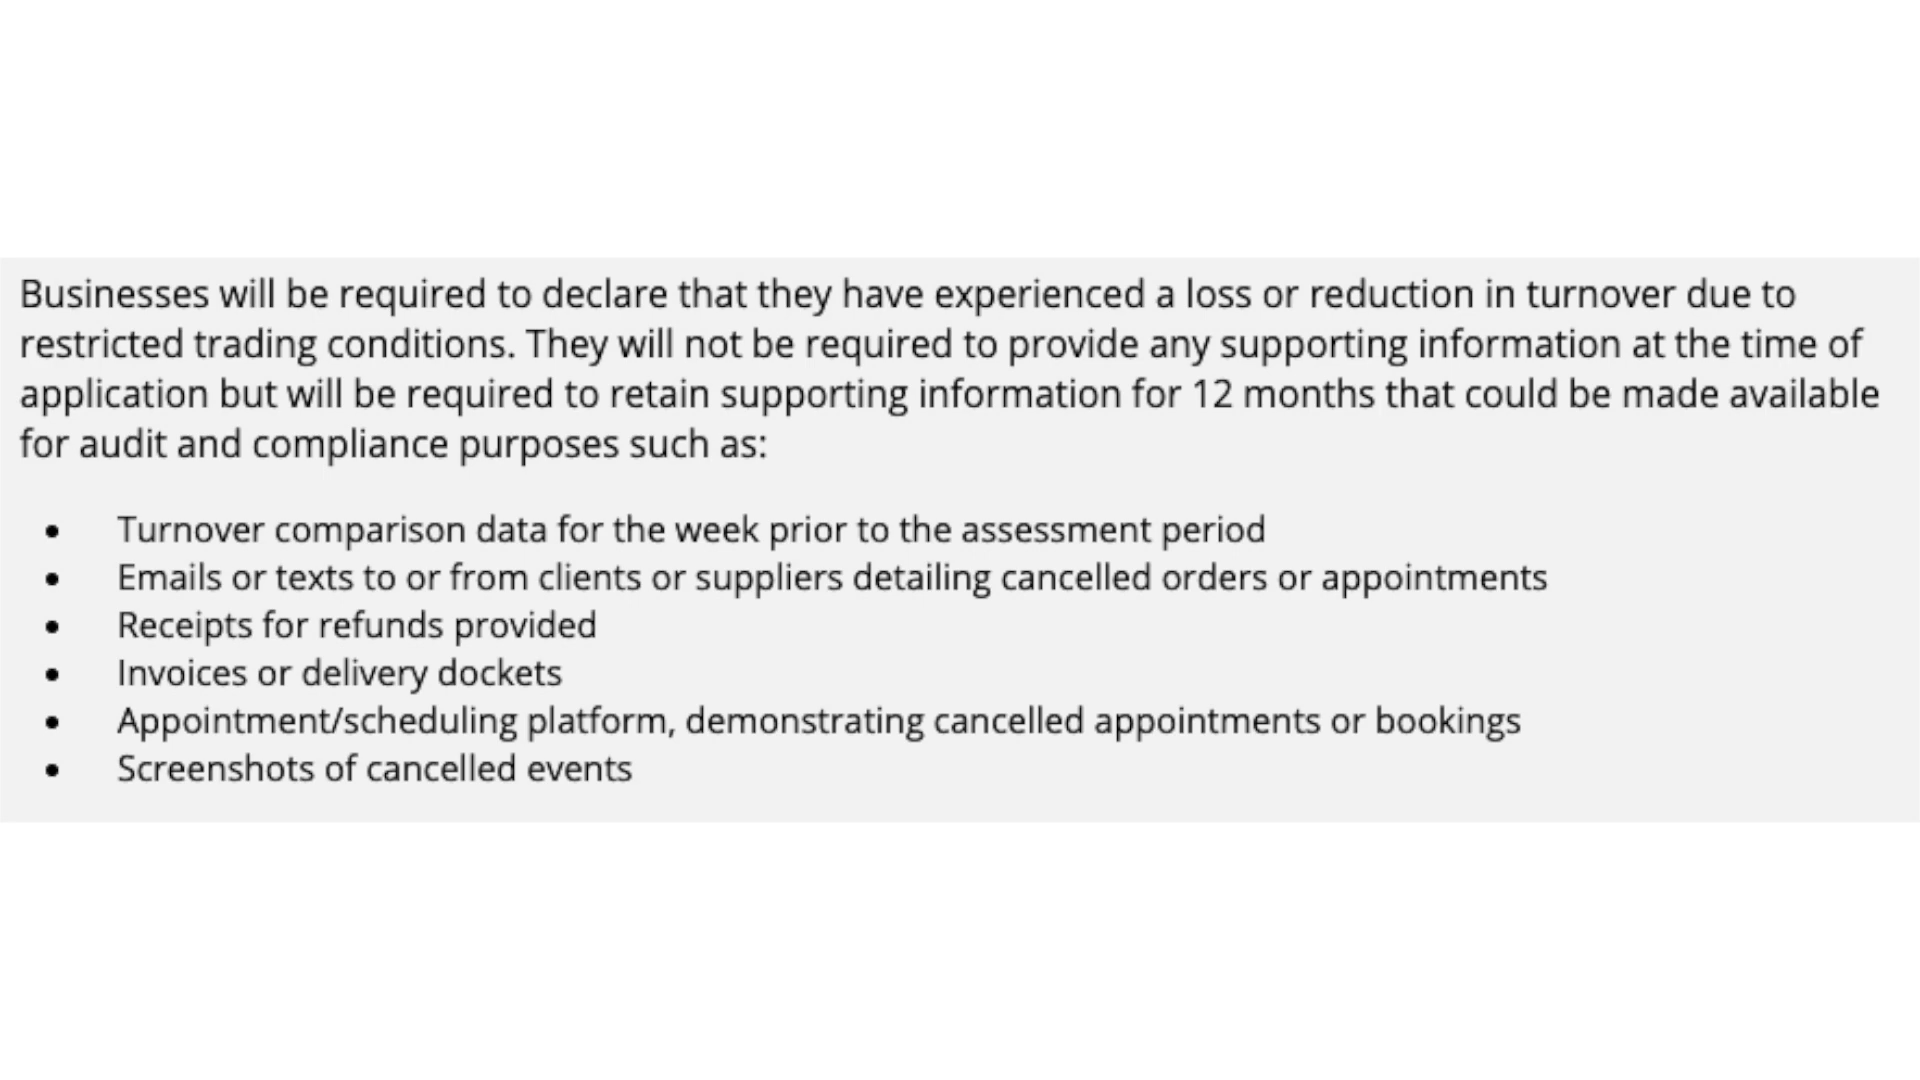 Businesses will be required to declare that they have experienced a loss or reduction in turnover due to
restricted trading conditions. They will not be required to provide any supporting information at the time of
application but will be required to retain supporting information for 12 months that could be made available
for audit and compliance purposes such as:
• Turnover comparison data for the week prior to the assessment period
• Emails or texts to or from clients or suppliers detailing cancelled orders or appointments
• Receipts for refunds provided
• Invoices or delivery dockets
• Appointment/scheduling platform, demonstrating cancelled appointments or bookings
• Screenshots of cancelled events